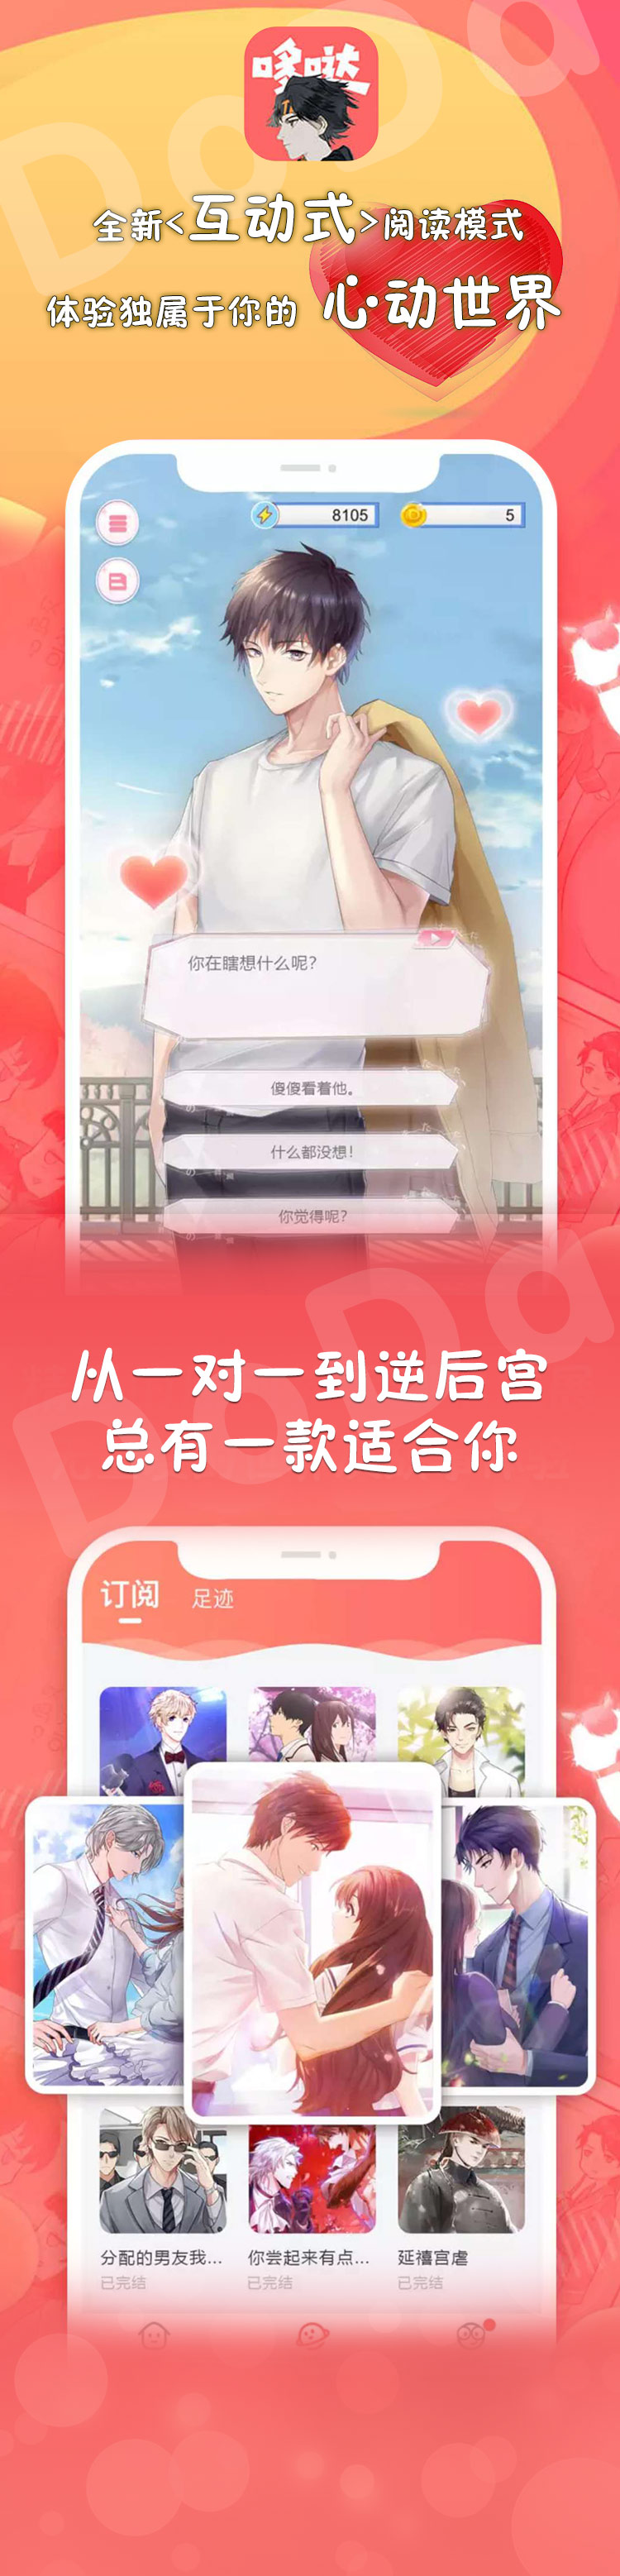 DoDa
哆哒
全新<互动式>阅读模式
体验独属于你的 心动世界
8105
5
你在瞎想什么呢?
傻傻看着他。
什么都没想!
你觉得呢?
DoDa
从一对一到逆后宫
总有一款适合你
订阅 足迹
分配的男友我... 你尝起来有点... 延禧宫虐
已完结 已完结 已完结